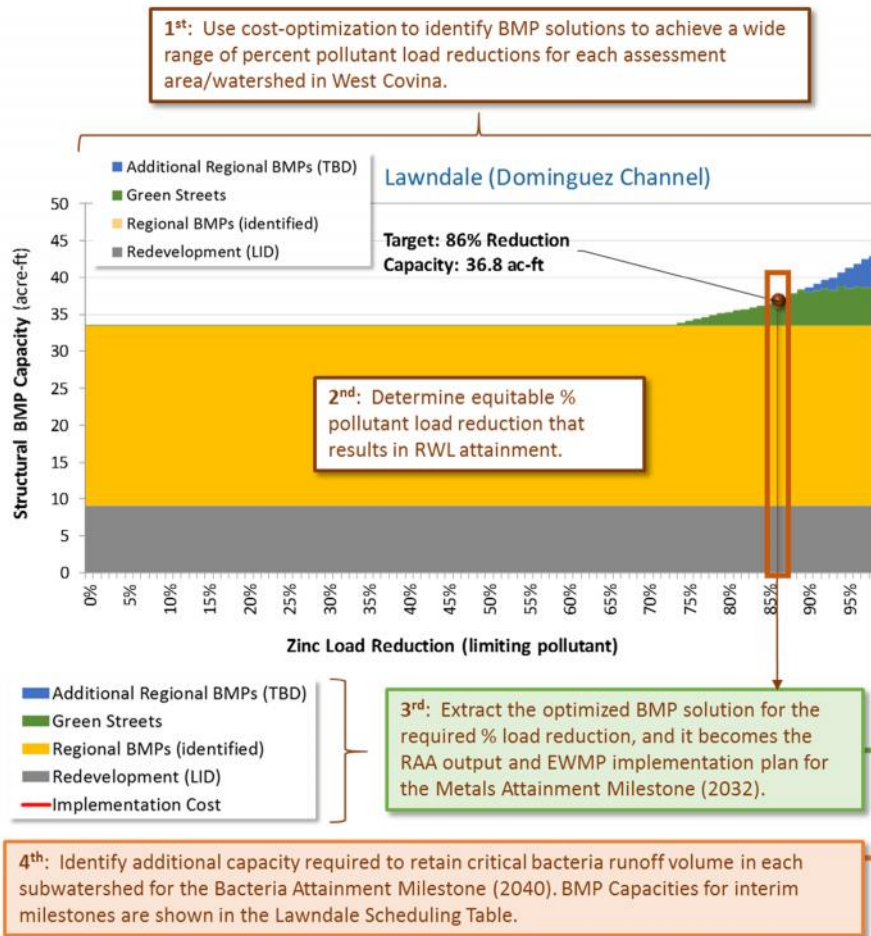 1st: Use cost-optimization to identify BMP solutions to achieve a wide
range of percent pollutant load reductions for each assessment
area/watershed in West Covina.
Additional Regional BMPs (TBD)
Green Streets
Regional BMPs (identified)
Redevelopment (LID)
Lawndale (Dominguez Channel)
Target: 86% Reduction
Capacity: 36.8 ac-ft
Structural BMP Capacity (acre-ft)
50
45
40
35
30
25
20
15
10
5
0
2nd: Determine equitable %
pollutant load reduction that
results in RWL attainment.
0%
5%
10%
15%
20%
25%
30%
35%
40%
45%
50%
55%
60%
65%
70%
75%
80%
85%
90%
95%
Zinc Load Reduction (limiting pollutant)
Additional Regional BMPs (TBD)
Green Streets
Regional BMPs (identified)
Redevelopment (LID)
Implementation Cost
3rd: Extract the optimized BMP solution for the
required % load reduction, and it becomes the
RAA output and EWMP implementation plan for
the Metals Attainment Milestone (2032).
4th: Identify additional capacity required to retain critical bacteria runoff volume in each
subwatershed for the Bacteria Attainment Milestone (2040). BMP Capacities for interim
milestones are shown in the Lawndale Scheduling Table.